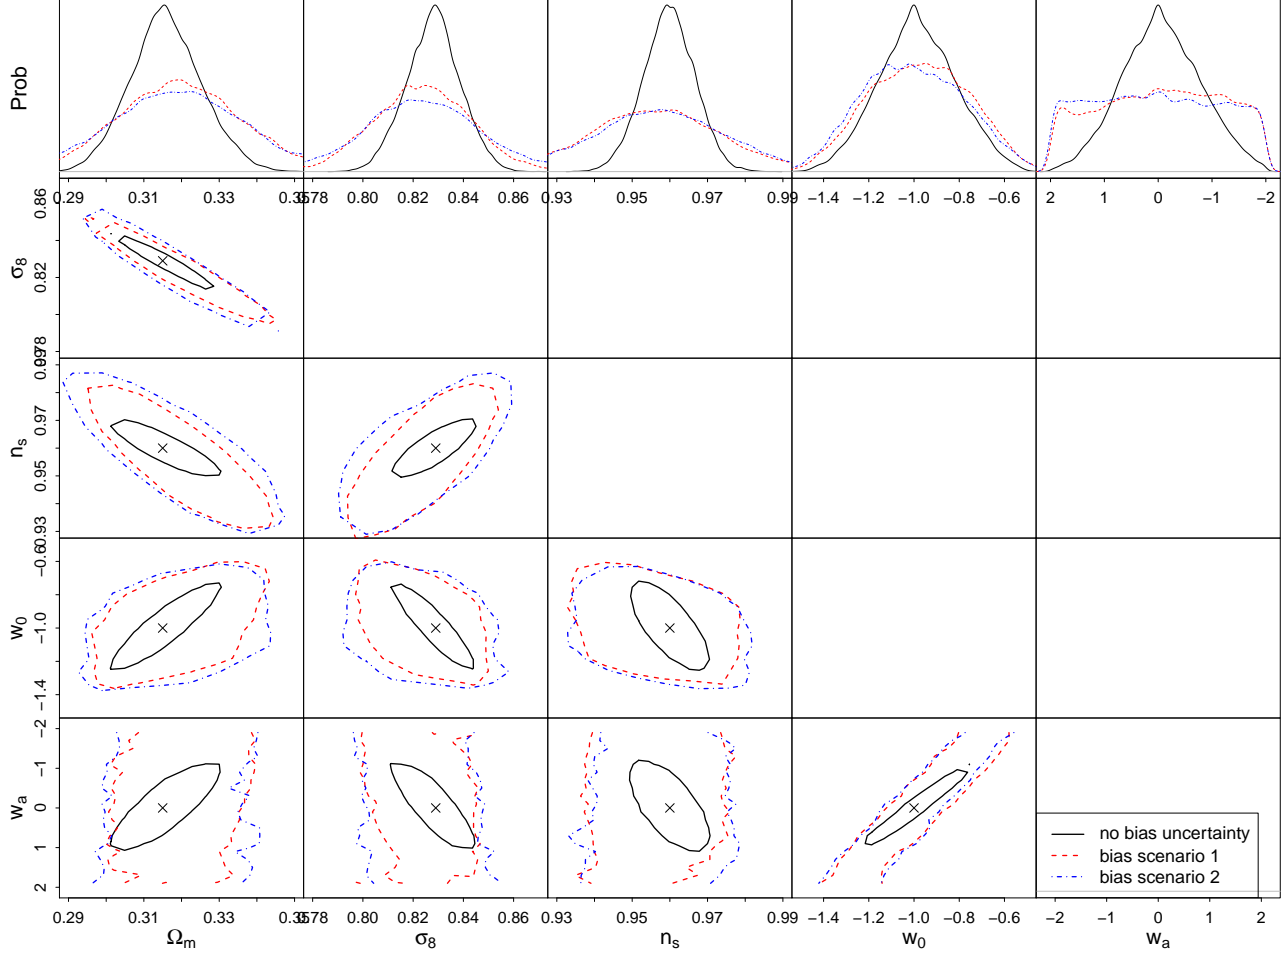 Prob
0.29 0.31 0.33 0.35
0.78 0.80 0.82 0.84 0.86
0.93 0.95 0.97 0.99
−1.4 −1.0 −0.6
2 1 0 −1 −2
σ8
0.86
0.82
0.78
ns
0.99
0.97
0.95
0.93
w0
−0.6
−1.0
−1.4
wa
−2
−1
0
1
2
no bias uncertainty
bias scenario 1
bias scenario 2
0.29 0.31 0.33 0.35
0.78 0.80 0.82 0.84 0.86
0.93 0.95 0.97 0.99
−1.4 −1.0 −0.8 −0.6
−2 −1 0 1 2
Ωm σ8 ns w0 wa